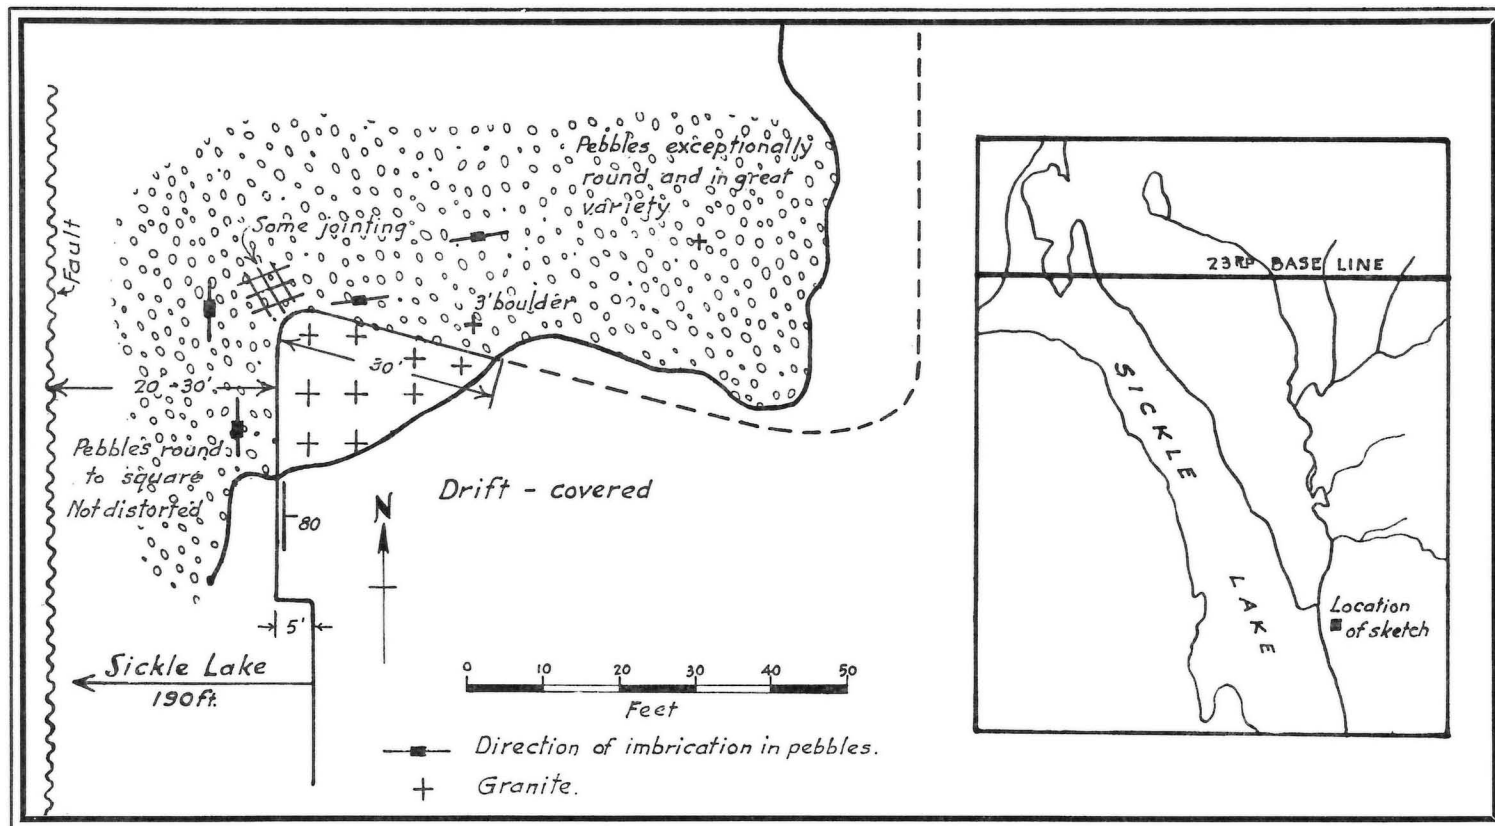 Pebbles exceptionally
round and in great
variety
Some jointing
Fault
3' boulder
30'
20'-30'
Pebbles round
to square
Not distorted
Drift - covered
80
N
5'
Sickle Lake
190 ft.
0 10 20 30 40 50
Feet
Direction of imbrication in pebbles.
Granite.
23RD BASE LINE
SICKLE
LAKE
Location
of sketch